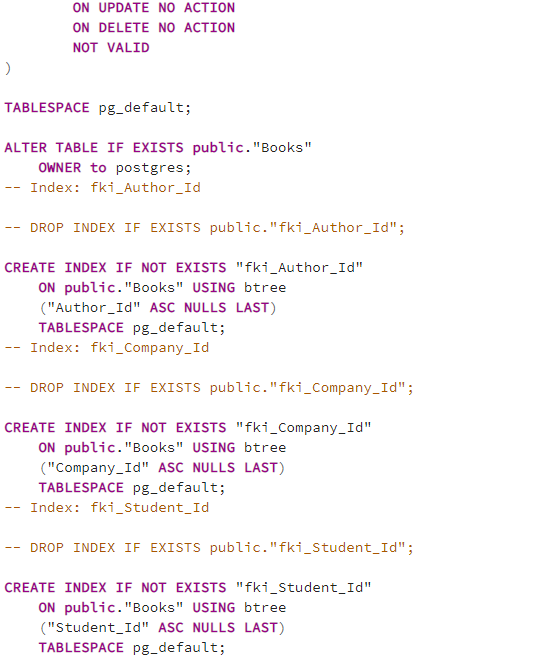 ON UPDATE NO ACTION
ON DELETE NO ACTION
NOT VALID
)
TABLESPACE pg_default;
ALTER TABLE IF EXISTS public."Books"
OWNER to postgres;
-- Index: fki_Author_Id
-- DROP INDEX IF EXISTS public."fki_Author_Id";
CREATE INDEX IF NOT EXISTS "fki_Author_Id"
ON public."Books" USING btree
("Author_Id" ASC NULLS LAST)
TABLESPACE pg_default;
-- Index: fki_Company_Id
-- DROP INDEX IF EXISTS public."fki_Company_Id";
CREATE INDEX IF NOT EXISTS "fki_Company_Id"
ON public."Books" USING btree
("Company_Id" ASC NULLS LAST)
TABLESPACE pg_default;
-- Index: fki_Student_Id
-- DROP INDEX IF EXISTS public."fki_Student_Id";
CREATE INDEX IF NOT EXISTS "fki_Student_Id"
ON public."Books" USING btree
("Student_Id" ASC NULLS LAST)
TABLESPACE pg_default;